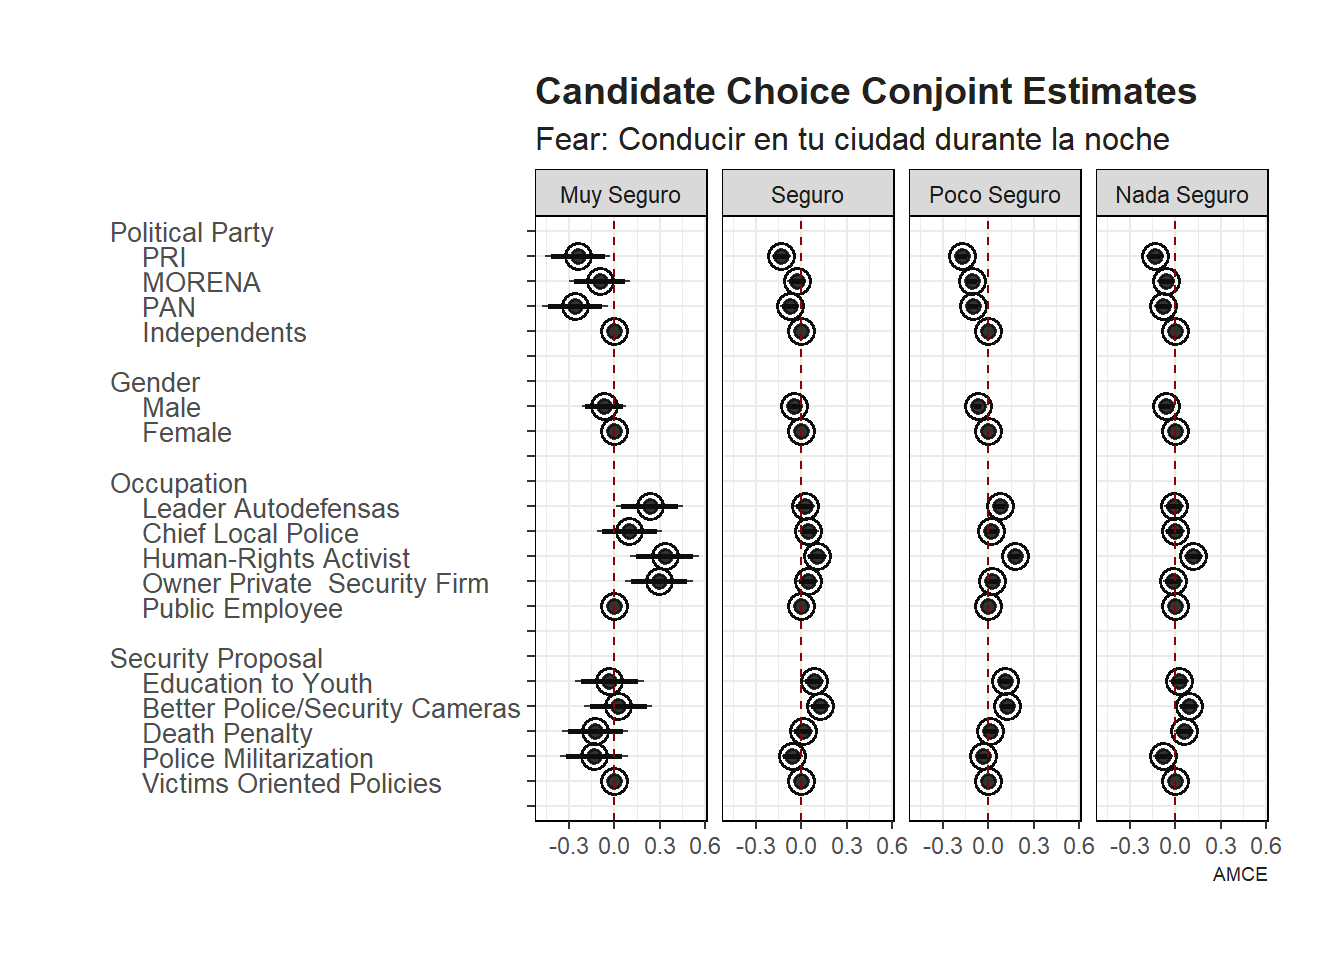 Candidate Choice Conjoint Estimates
Fear: Conducir en tu ciudad durante la noche
Muy Seguro Seguro Poco Seguro Nada Seguro
Political Party
PRI
MORENA
PAN
Independents
Gender
Male
Female
Occupation
Leader Autodefensas
Chief Local Police
Human-Rights Activist
Owner Private  Security Firm
Public Employee
Security Proposal
Education to Youth
Better Police/Security Cameras
Death Penalty
Police Militarization
Victims Oriented Policies
-0.3 0.0 0.3 0.6 -0.3 0.0 0.3 0.6 -0.3 0.0 0.3 0.6 -0.3 0.0 0.3 0.6
AMCE